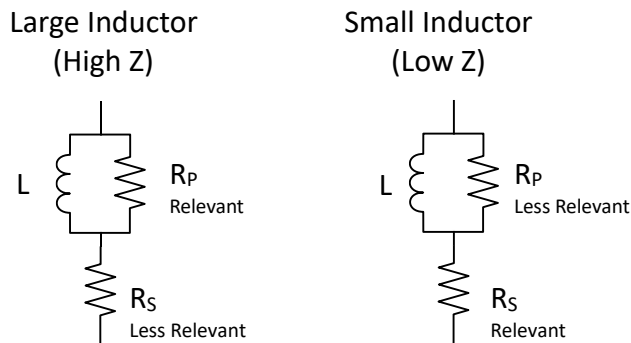 Large Inductor
(High Z)
L
RP
Relevant
RS
Less Relevant
Small Inductor
(Low Z)
L
RP
Less Relevant
RS
Relevant